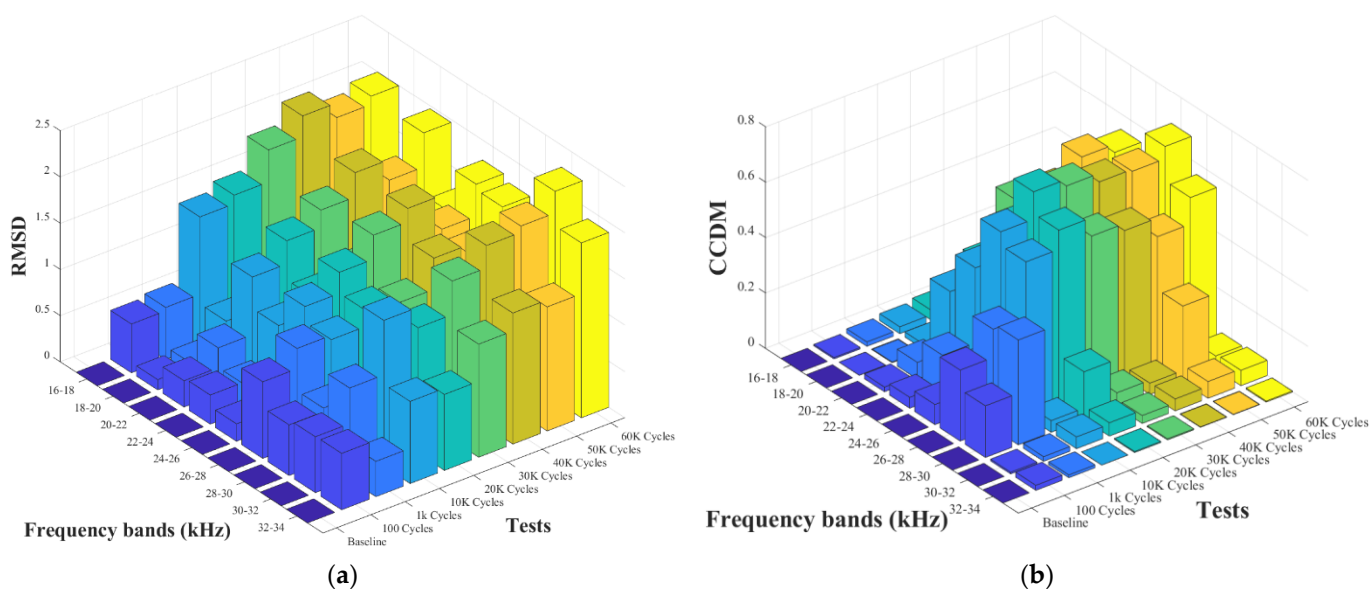 2.5
2
1.5
1
0.5
0
RMSD
16-18
18-20
20-22
22-24
24-26
26-28
28-30
30-32
32-34
Frequency bands (kHz)
Baseline
100 Cycles
1k Cycles
10K Cycles
20K Cycles
30K Cycles
40K Cycles
50K Cycles
60K Cycles
Tests
(a)
0.8
0.6
0.4
0.2
0
CCDM
16-18
18-20
20-22
22-24
24-26
26-28
28-30
30-32
32-34
Frequency bands (kHz)
Baseline
100 Cycles
1k Cycles
10K Cycles
20K Cycles
30K Cycles
40K Cycles
50K Cycles
60K Cycles
Tests
(b)